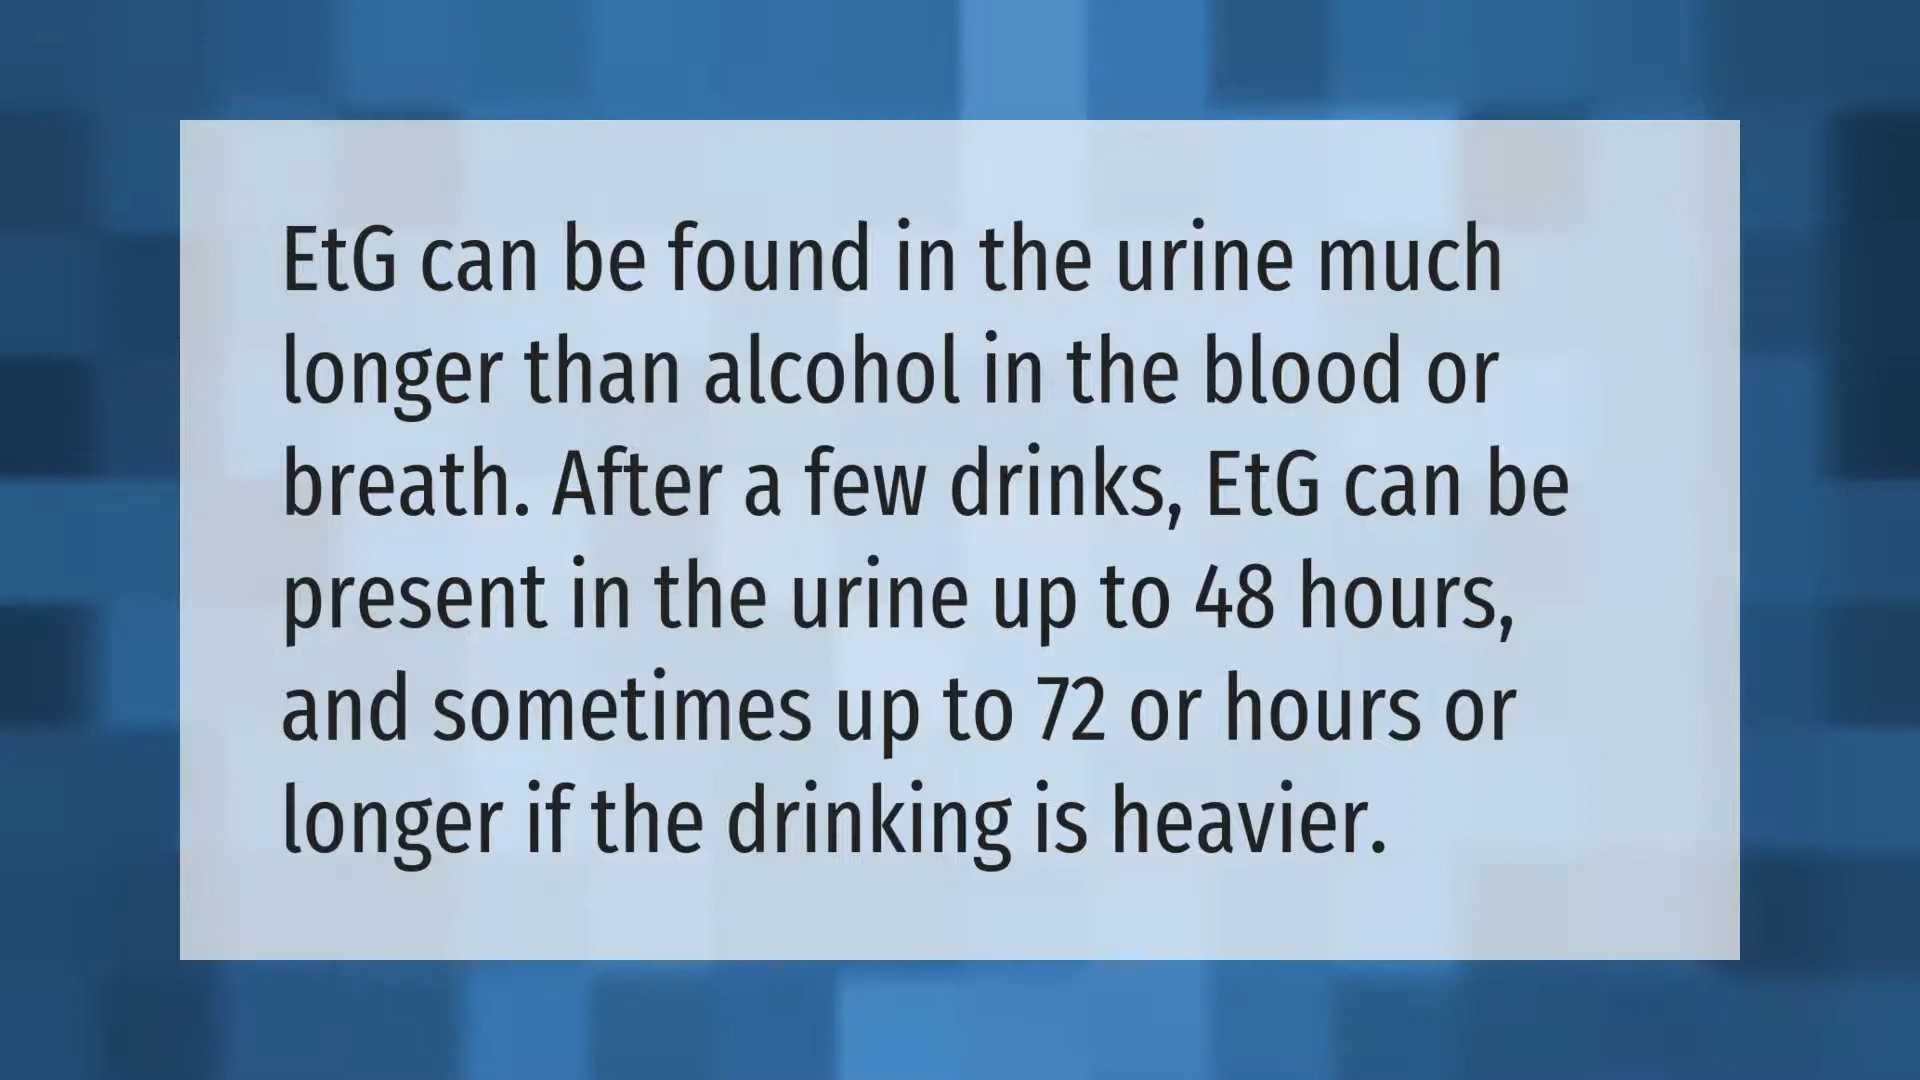 EtG can be found in the urine much
longer than alcohol in the blood or
breath. After a few drinks, EtG can be
present in the urine up to 48 hours,
and sometimes up to 72 or hours or
longer if the drinking is heavier.